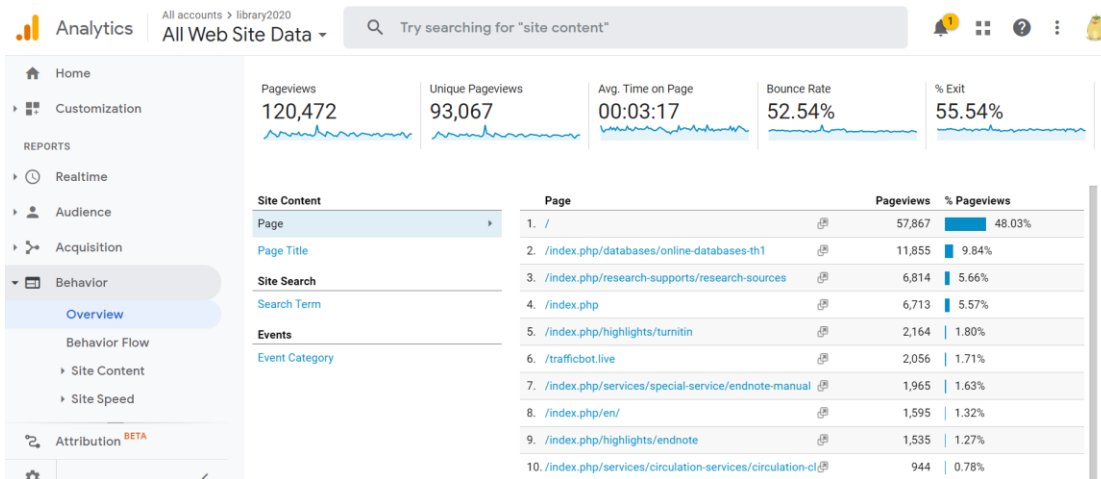 Analytics
All accounts > library2020
All Web Site Data
Try searching for "site content"
1
Home
Customization
REPORTS
Realtime
Audience
Acquisition
Behavior
Overview
Behavior Flow
Site Content
Site Speed
Attribution BETA
Pageviews
120,472
Unique Pageviews
93,067
Avg. Time on Page
00:03:17
Bounce Rate
52.54%
% Exit
55.54%
Site Content
Page
Page Title
Site Search
Search Term
Events
Event Category
Page Pageviews % Pageviews
1. / 57,867 48.03%
2. /index.php/databases/online-databases-th1 11,855 9.84%
3. /index.php/research-supports/research-sources 6,814 5.66%
4. /index.php 6,713 5.57%
5. /index.php/highlights/turnitin 2,164 1.80%
6. /trafficbot.live 2,056 1.71%
7. /index.php/services/special-service/endnote-manual 1,965 1.63%
8. /index.php/en/ 1,595 1.32%
9. /index.php/highlights/endnote 1,535 1.27%
10. /index.php/services/circulation-services/circulation-cl 944 0.78%